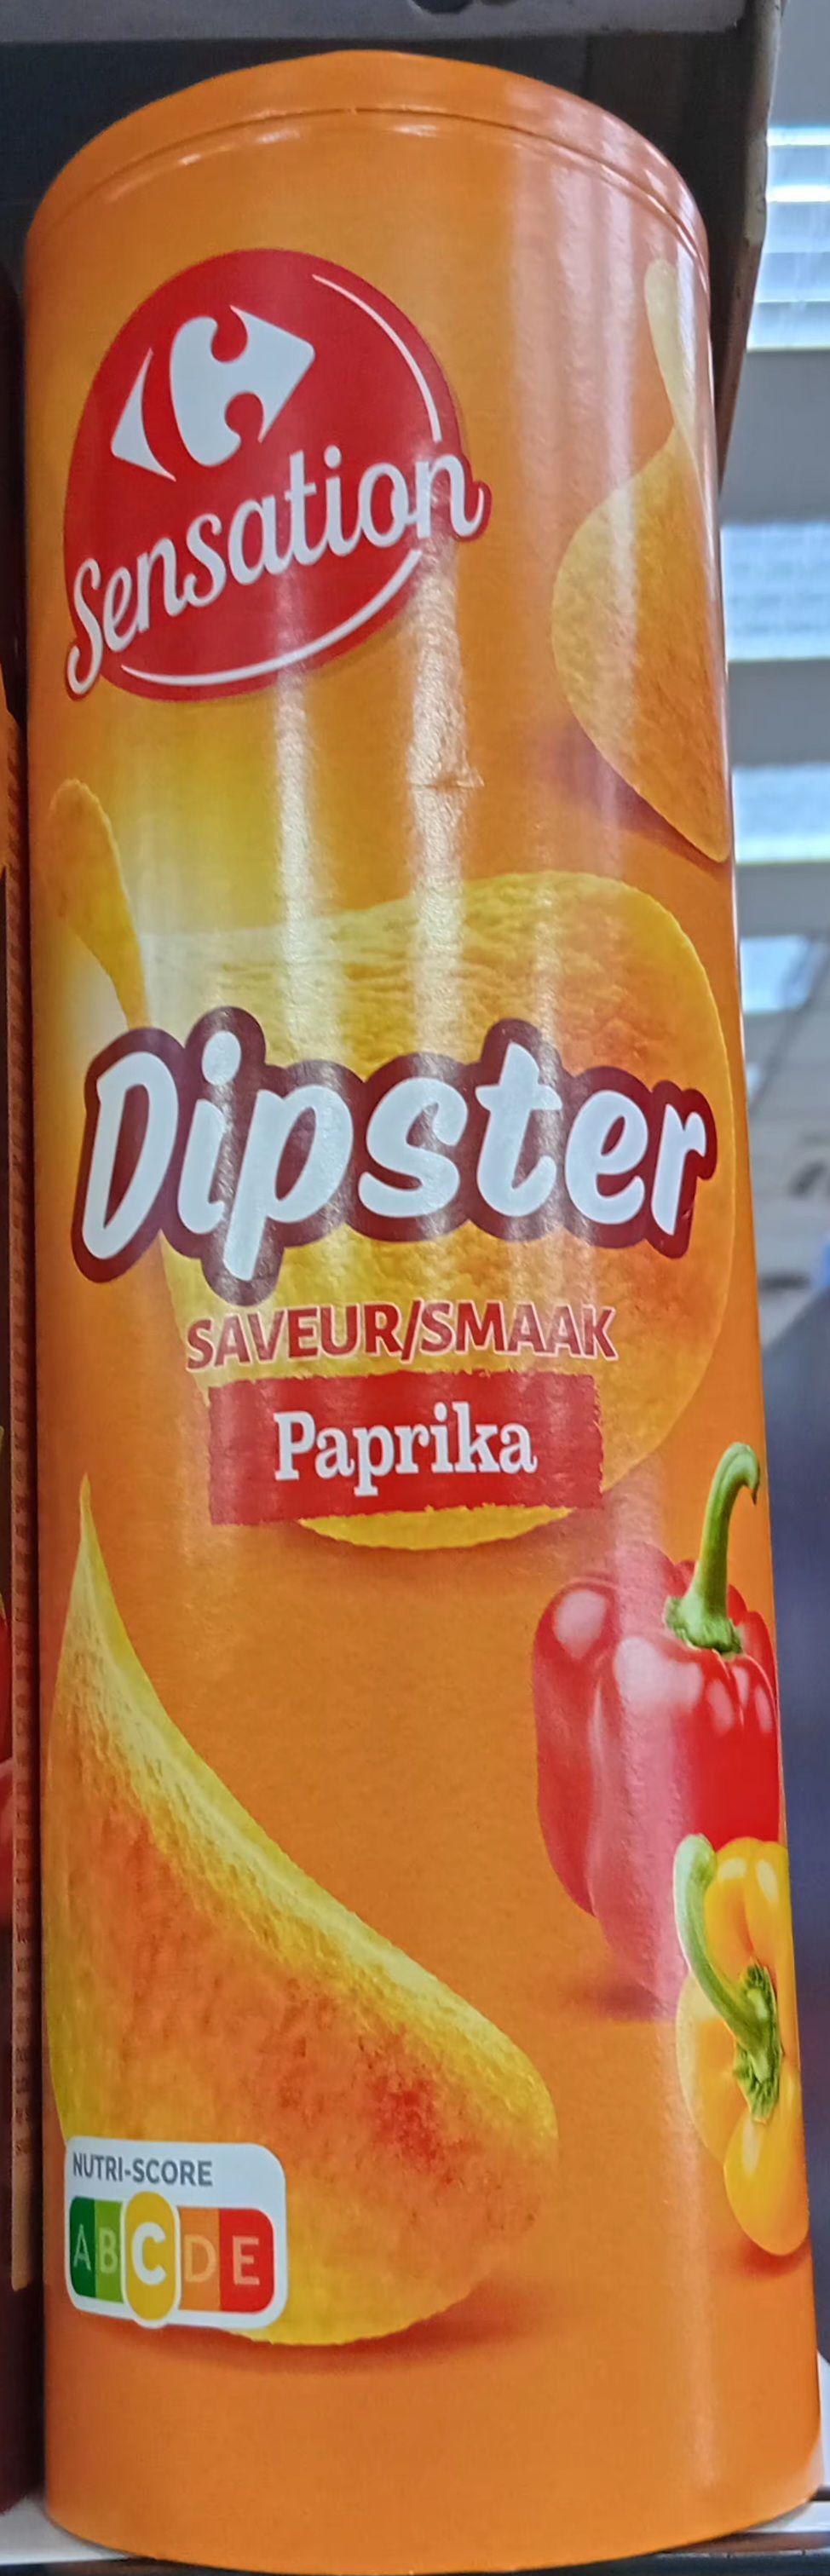 Sensation
Dipster
SAVEUR/SMAAK
Paprika
NUTRI-SCORE
A B C D E